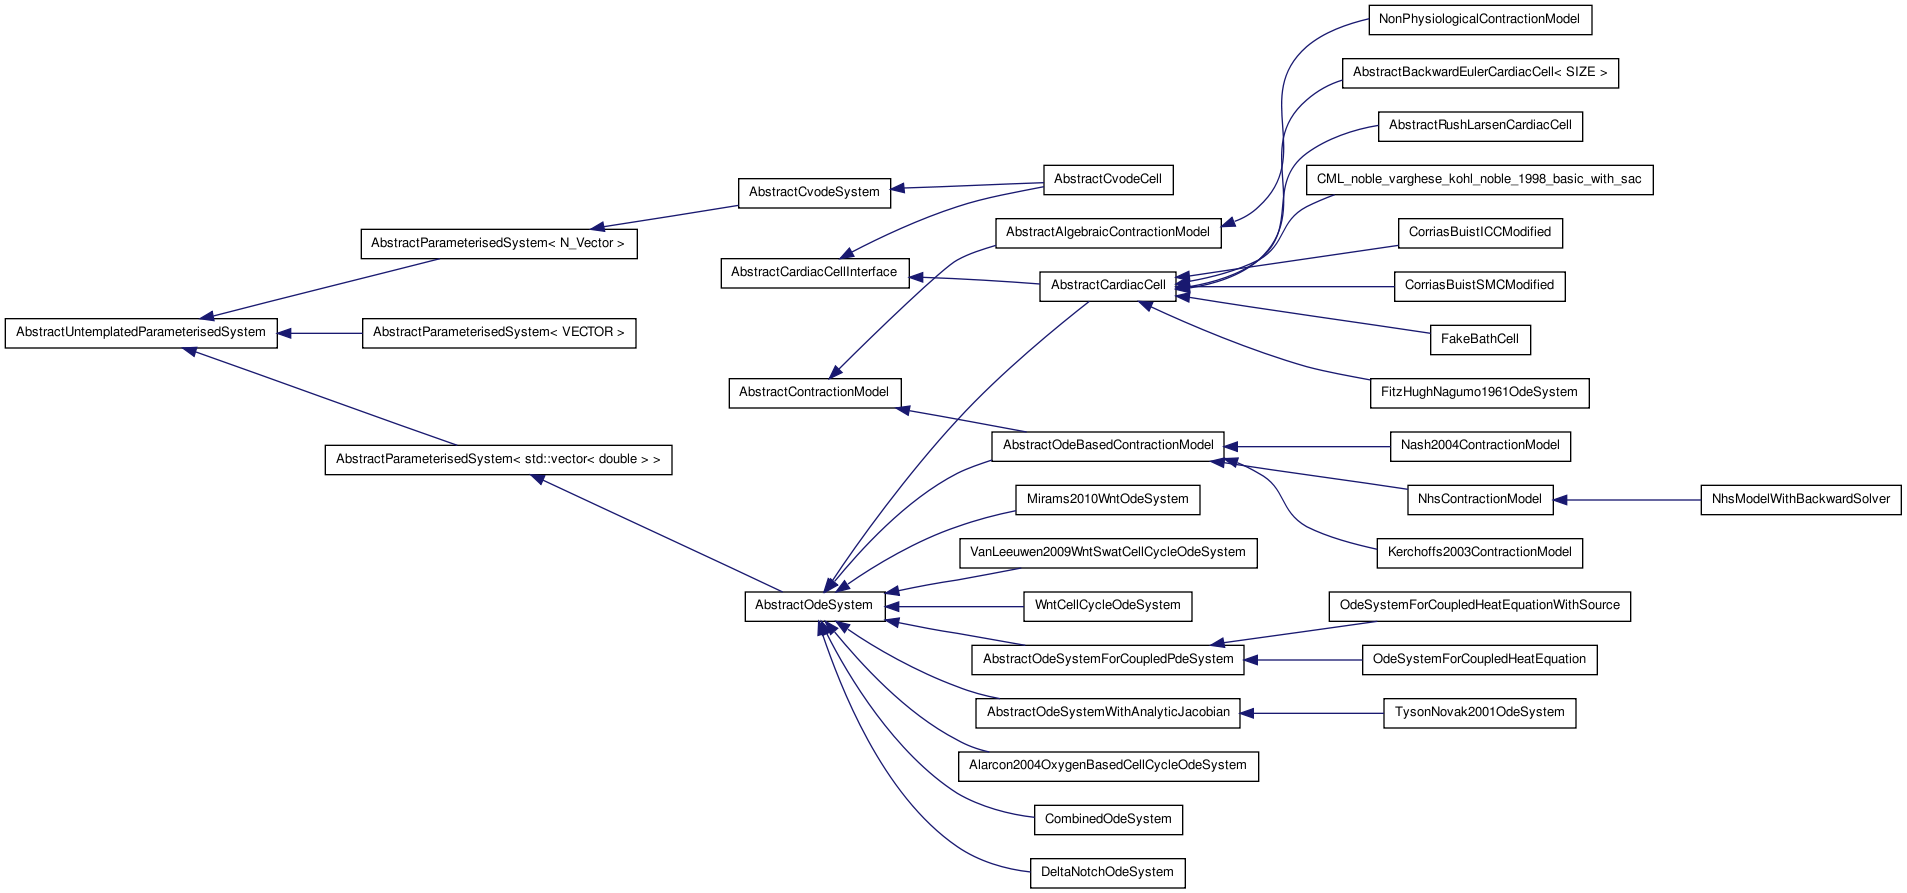 NonPhysiologicalContractionModel
AbstractBackwardEulerCardiacCell< SIZE >
AbstractRushLarsenCardiacCell
AbstractCvodeSystem
AbstractCvodeCell
CML_noble_varghese_kohl_noble_1998_basic_with_sac
AbstractParameterisedSystem< N_Vector >
AbstractAlgebraicContractionModel
CorriasBuistICCModified
AbstractCardiacCellInterface
AbstractCardiacCell
CorriasBuistSMCModified
AbstractUntemplatedParameterisedSystem
AbstractParameterisedSystem< VECTOR >
FakeBathCell
AbstractContractionModel
FitzHughNagumo1961OdeSystem
AbstractParameterisedSystem< std::vector< double > >
AbstractOdeBasedContractionModel
Nash2004ContractionModel
Mirams2010WntOdeSystem
NhsContractionModel
NhsModelWithBackwardSolver
VanLeeuwen2009WntSwatCellCycleOdeSystem
Kerchoffs2003ContractionModel
AbstractOdeSystem
WntCellCycleOdeSystem
OdeSystemForCoupledHeatEquationWithSource
AbstractOdeSystemForCoupledPdeSystem
OdeSystemForCoupledHeatEquation
AbstractOdeSystemWithAnalyticJacobian
TysonNovak2001OdeSystem
Alarcon2004OxygenBasedCellCycleOdeSystem
CombinedOdeSystem
DeltaNotchOdeSystem